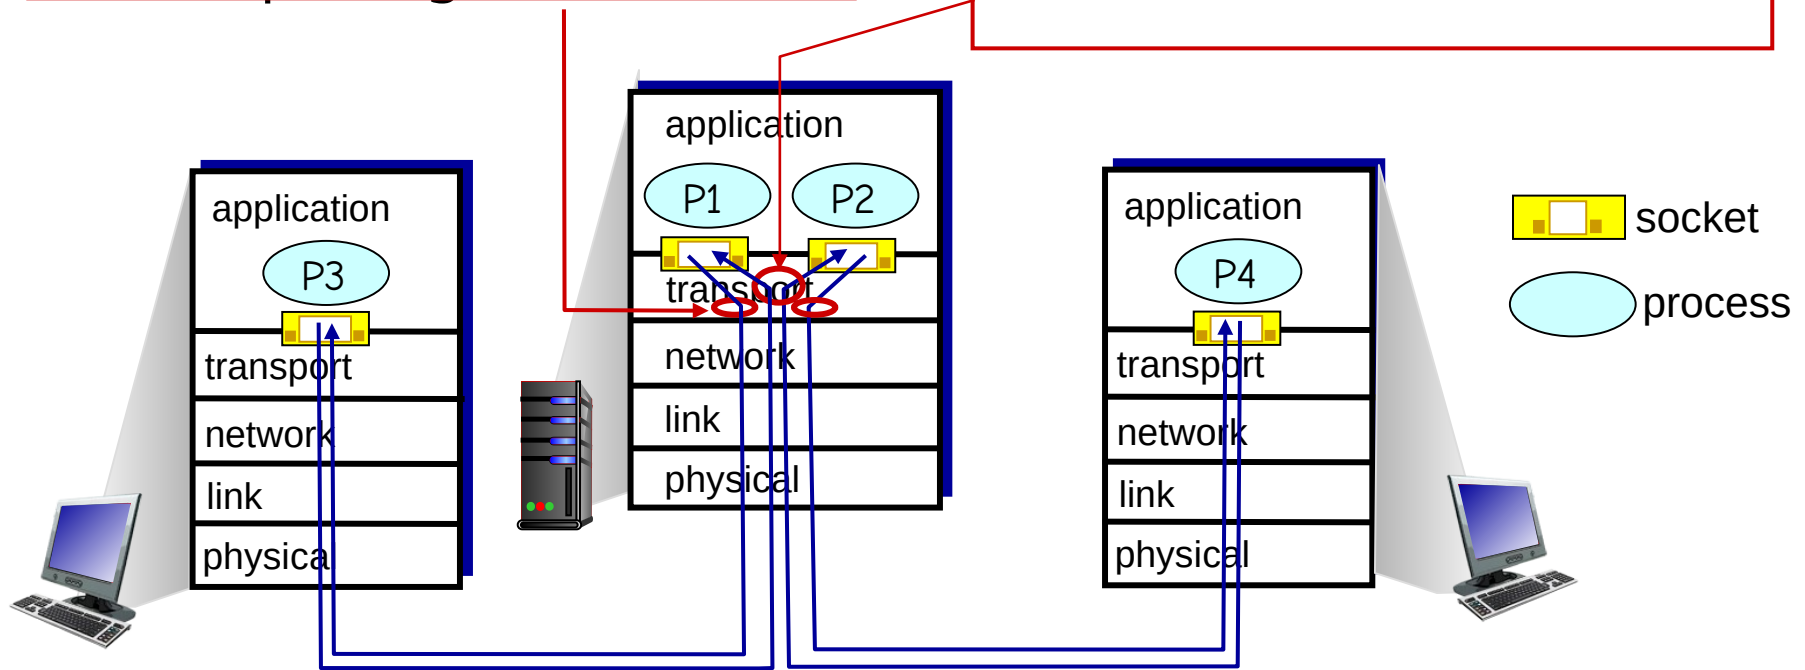 application
P1 P2
transport
network
link
physical
application
P3
transport
network
link
physica
application
P4
transport
network
link
physical
socket
process